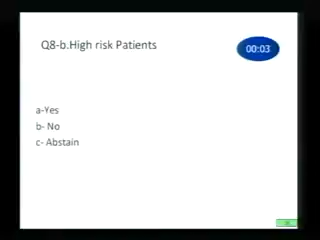 Q8-b.High risk Patients
00:03
a-Yes
b- No
c- Abstain